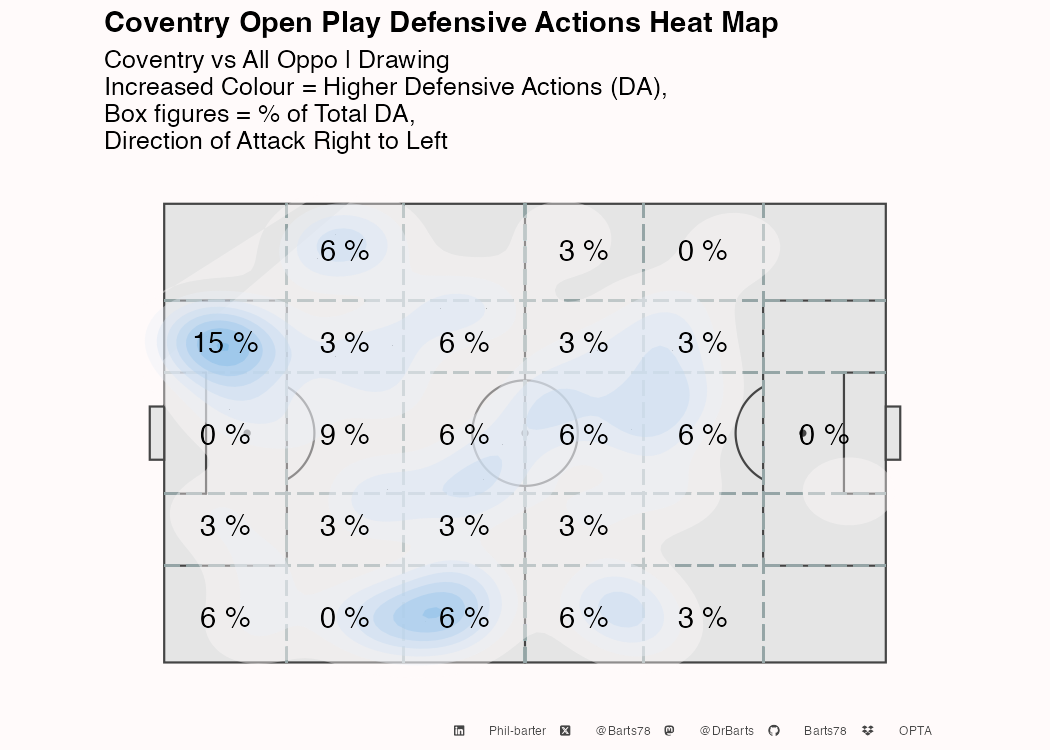 Coventry Open Play Defensive Actions Heat Map
Coventry vs All Oppo | Drawing
Increased Colour = Higher Defensive Actions (DA),
Box figures = % of Total DA,
Direction of Attack Right to Left
6 % 3 % 0 %
15 % 3 % 6 % 3 % 3 %
0 % 9 % 6 % 6 % 6 % 0 %
3 % 3 % 3 % 3 %
6 % 0 % 6 % 6 % 3 %
Phil-barter @Barts78 @DrBarts Barts78 OPTA